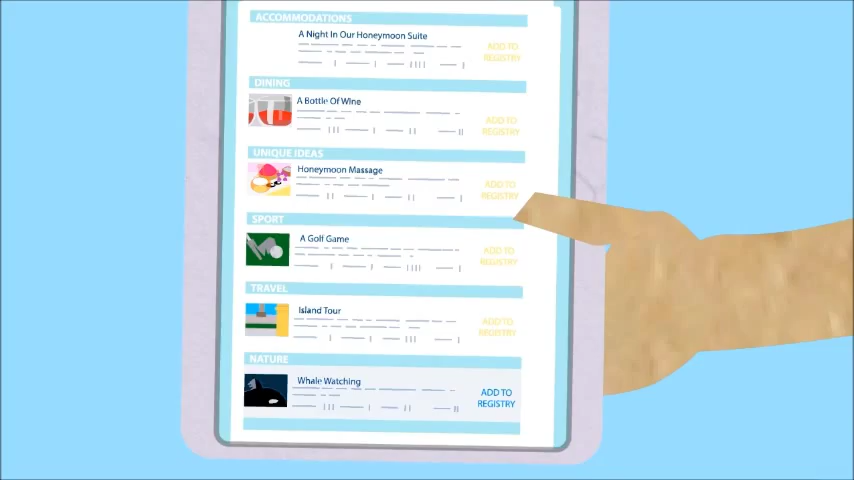 ACCOMMODATIONS
A Night In Our Honeymoon Suite
ADD TO
REGISTRY
DINING
A Bottle Of Wine
ADD TO
REGISTRY
UNIQUE IDEAS
Honeymoon Massage
ADD TO
REGISTRY
SPORT
A Golf Game
ADD TO
REGISTRY
TRAVEL
Island Tour
ADD TO
REGISTRY
NATURE
Whale Watching
ADD TO
REGISTRY